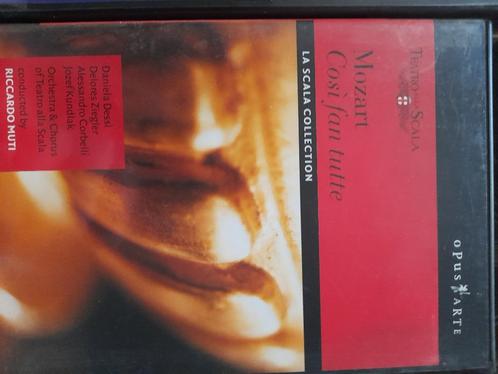 OPUS ARTE
TEATRO ALLA SCALA
Mozart
Così fan tutte
LA SCALA COLLECTION
Daniela Dessì
Delores Ziegler
Alessandro Corbelli
Jozef Kundlak
Orchestra & Chorus
of Teatro alla Scala
conducted by
RICCARDO MUTI